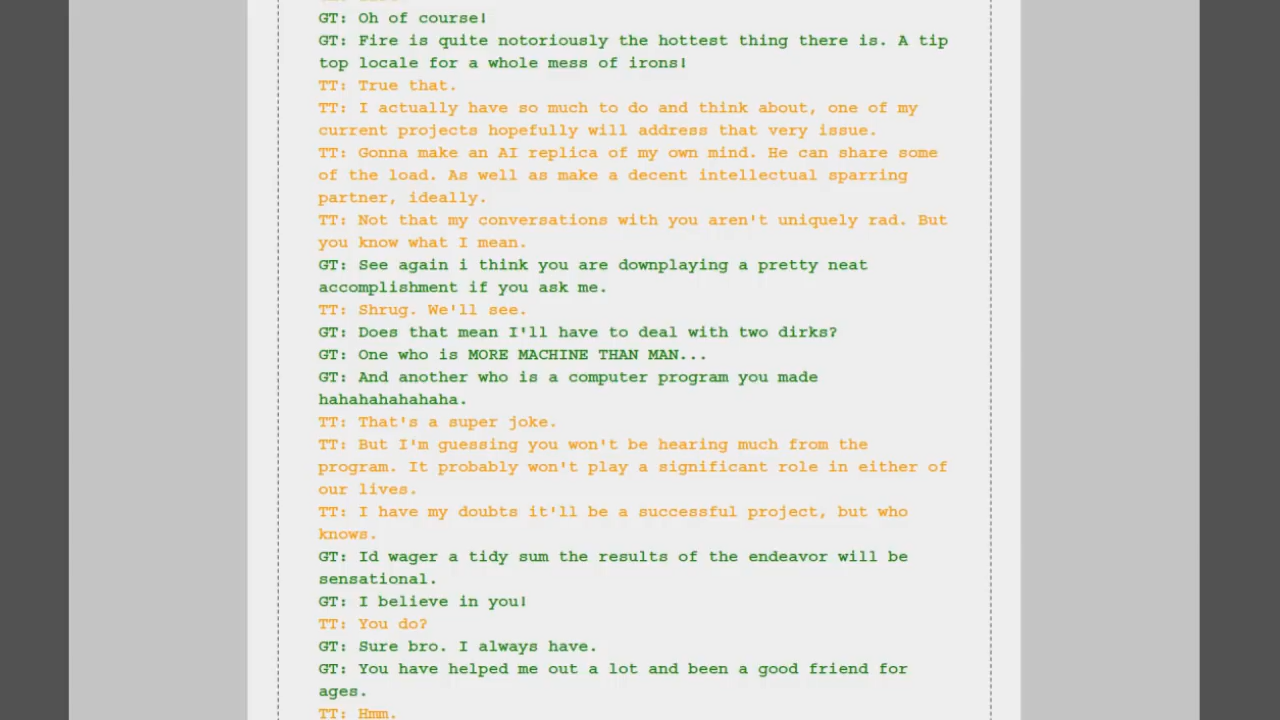 GT: Oh of course!
GT: Fire is quite notoriously the hottest thing there is. A tip
top locale for a whole mess of irons!
TT: True that.
TT: I actually have so much to do and think about, one of my
current projects hopefully will address that very issue.
TT: Gonna make an AI replica of my own mind. He can share some
of the load. As well as make a decent intellectual sparring
partner, ideally.
TT: Not that my conversations with you aren't uniquely rad. But
you know what I mean.
GT: See again i think you are downplaying a pretty neat
accomplishment if you ask me.
TT: Shrug. We'll see.
GT: Does that mean I'll have to deal with two dirks?
GT: One who is MORE MACHINE THAN MAN...
GT: And another who is a computer program you made
hahahahahaha.
TT: That's a super joke.
TT: But I'm guessing you won't be hearing much from the
program. It probably won't play a significant role in either of
our lives.
TT: I have my doubts it'll be a successful project, but who
knows.
GT: Id wager a tidy sum the results of the endeavor will be
sensational.
GT: I believe in you!
TT: You do?
GT: Sure bro. I always have.
GT: You have helped me out a lot and been a good friend for
ages.
TT: Hmm.